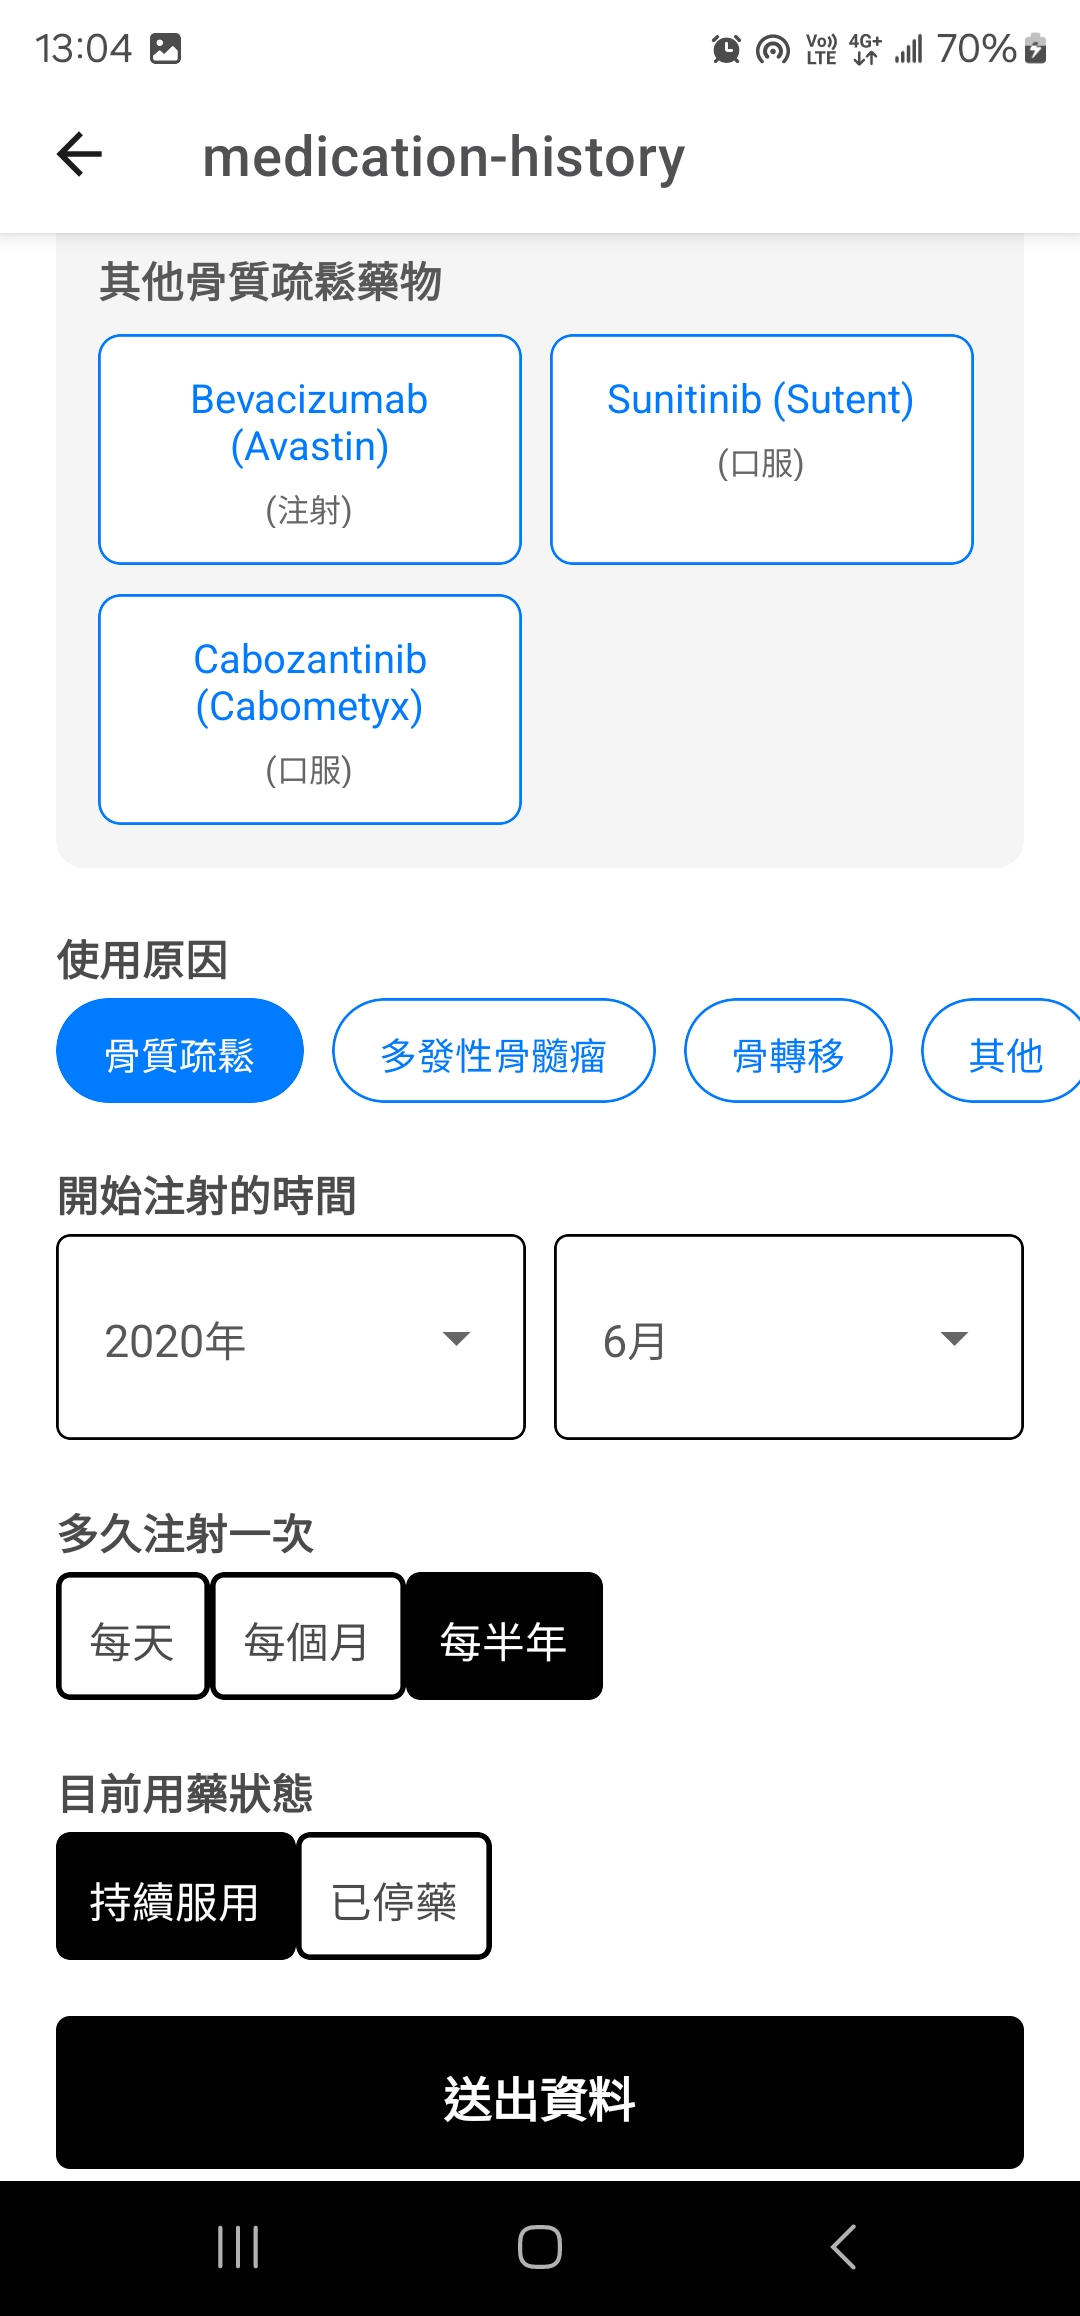 13:04 Vo)) LTE 4G+ 70%
medication-history
其他骨質疏鬆藥物
Bevacizumab
(Avastin)
(注射)
Sunitinib (Sutent)
(口服)
Cabozantinib
(Cabometyx)
(口服)
使用原因
骨質疏鬆 多發性骨髓瘤 骨轉移 其他
開始注射的時間
2020年 6月
多久注射一次
每天 每個月 每半年
目前用藥狀態
持續服用 已停藥
送出資料